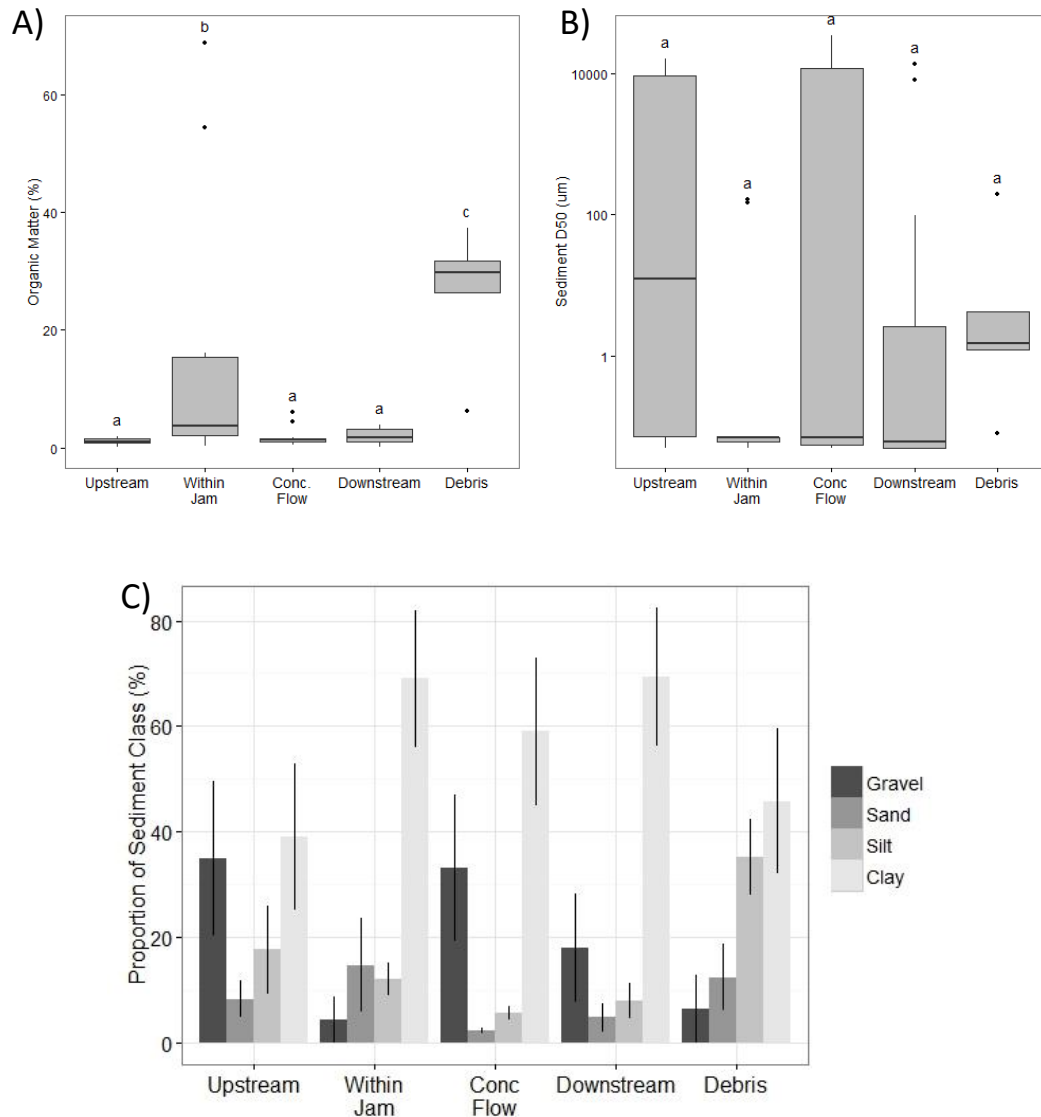 A)
b
60
40
20
0
Organic Matter (%)
a
a
a
c
Upstream
Within
Jam
Conc.
Flow
Downstream
Debris
B)
a
a
a
a
a
10000
100
1
Sediment D50 (um)
Upstream
Within
Jam
Conc
Flow
Downstream
Debris
C)
80
60
40
20
0
Proportion of Sediment Class (%)
Upstream
Within
Jam
Conc
Flow
Downstream
Debris
Gravel
Sand
Silt
Clay